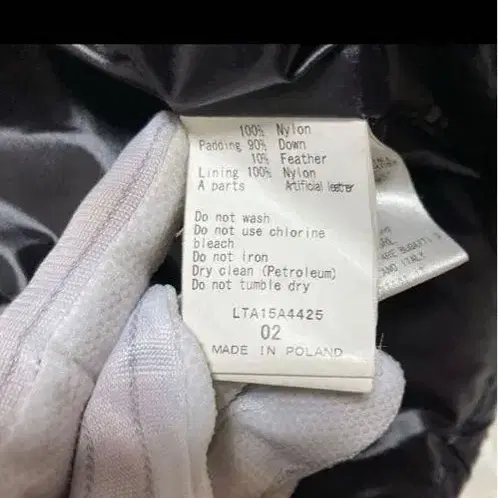 100% Nylon
Padding 90% Down
10% Feather
Lining 100% Nylon
A parts Artificial leather
Do not wash
Do not use chlorine
bleach
Do not iron
Dry clean (Petroleum)
Do not tumble dry
LTA15A4425
02
MADE IN POLAND
ITALY